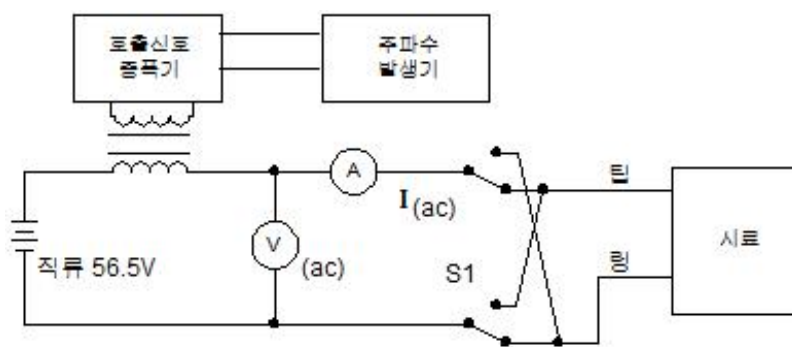 호출신호
증폭기
주파수
발생기
A
I(ac)
팁
시료
V
(ac)
직류 56.5V
S1
링